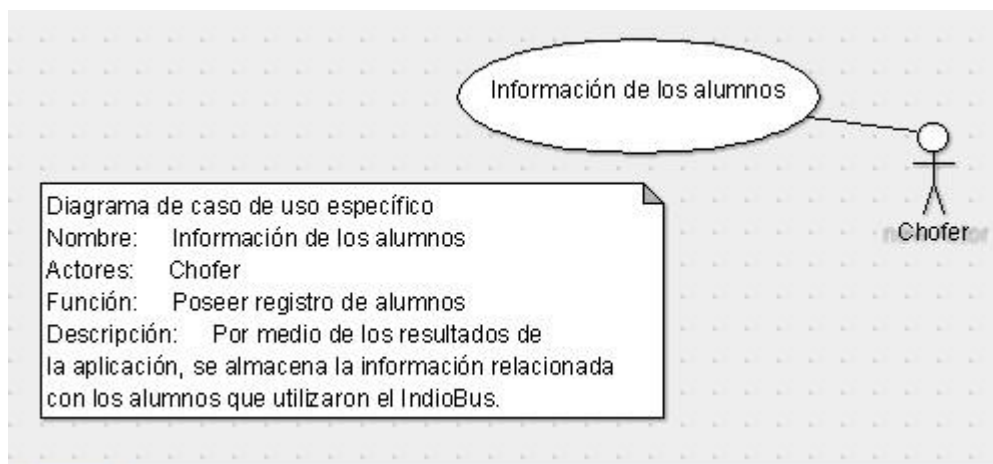 Información de los alumnos
Chofer
Diagrama de caso de uso específico
Nombre: Información de los alumnos
Actores: Chofer
Función: Poseer registro de alumnos
Descripción: Por medio de los resultados de
la aplicación, se almacena la información relacionada
con los alumnos que utilizaron el IndioBus.